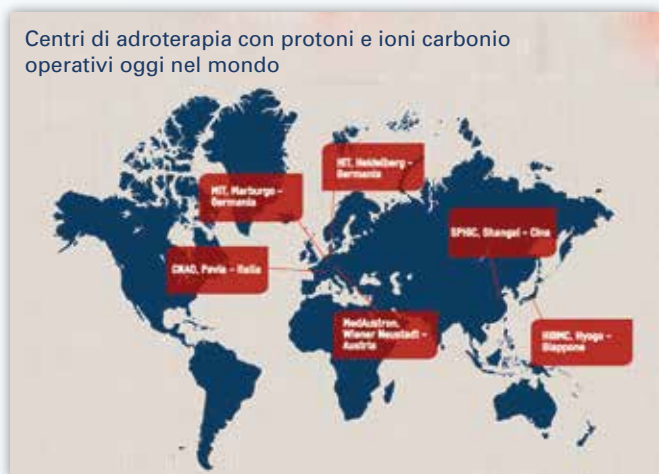 Centri di adroterapia con protoni e ioni carbonio
operativi oggi nel mondo
HIT, Heidelberg –
Germania
MIT, Marburgo –
Germania
SPHIC, Shangai – Cina
CNAO, Pavia – Italia
MedAustron,
Wiener Neustadt –
Austria
HIBMC, Hyogo –
Giappone